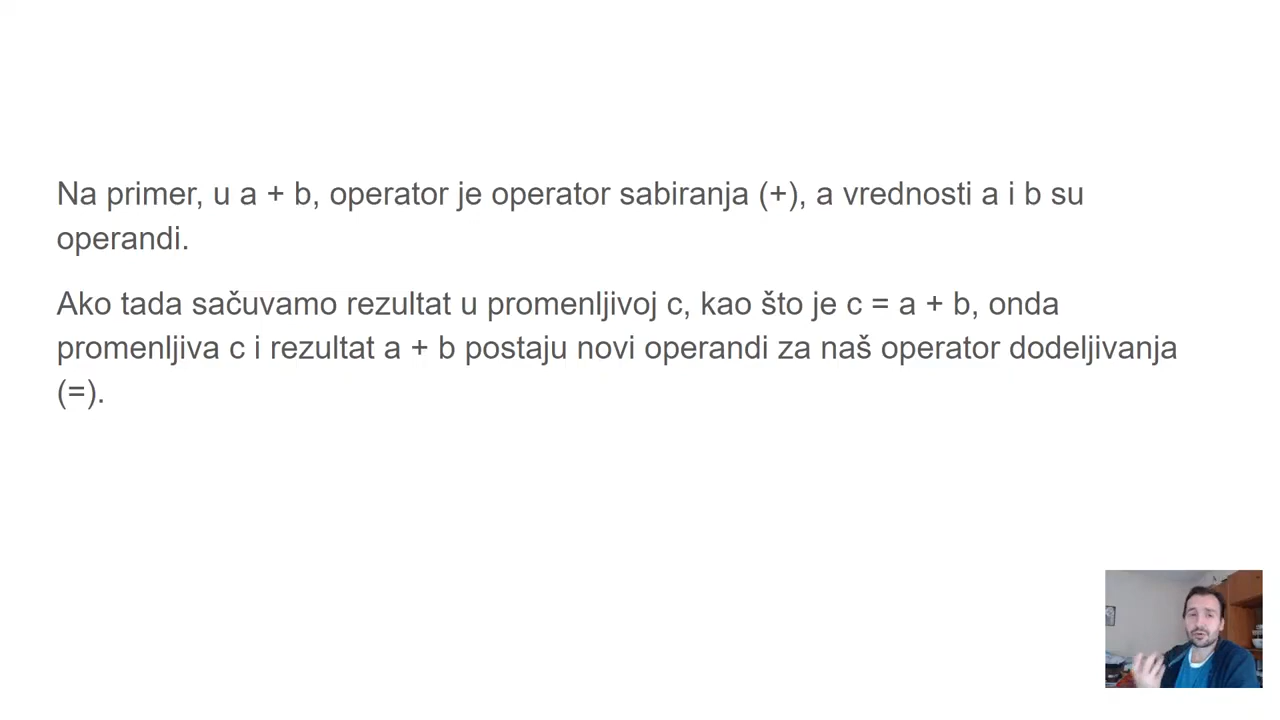 Na primer, u a + b, operator je operator sabiranja (+), a vrednosti a i b su
operandi.
Ako tada sačuvamo rezultat u promenljivoj c, kao što je c = a + b, onda
promenljiva c i rezultat a + b postaju novi operandi za naš operator dodeljivanja
(=).